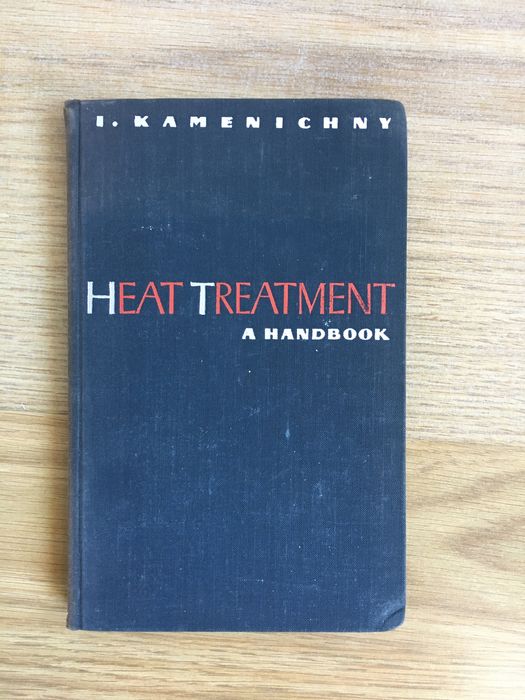 I. KAMENICHNY
HEAT TREATMENT
A HANDBOOK